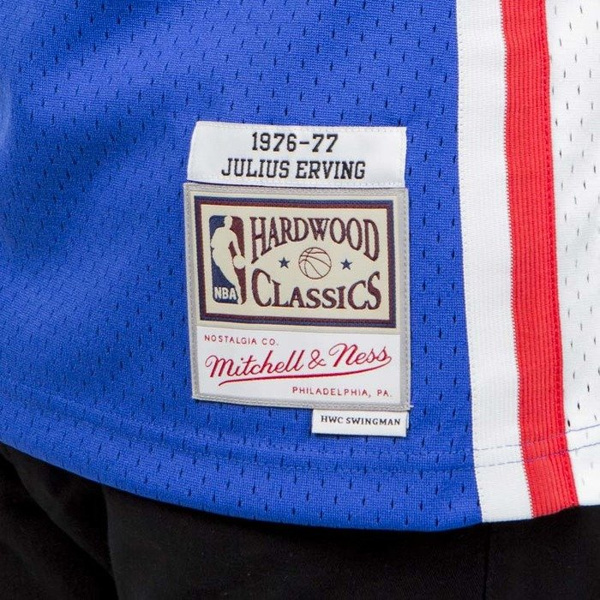 1976-77
JULIUS ERVING
HARDWOOD
CLASSICS
NBA
NOSTALGIA CO.
Mitchell & Ness
PHILADELPHIA, PA.
HWC SWINGMAN